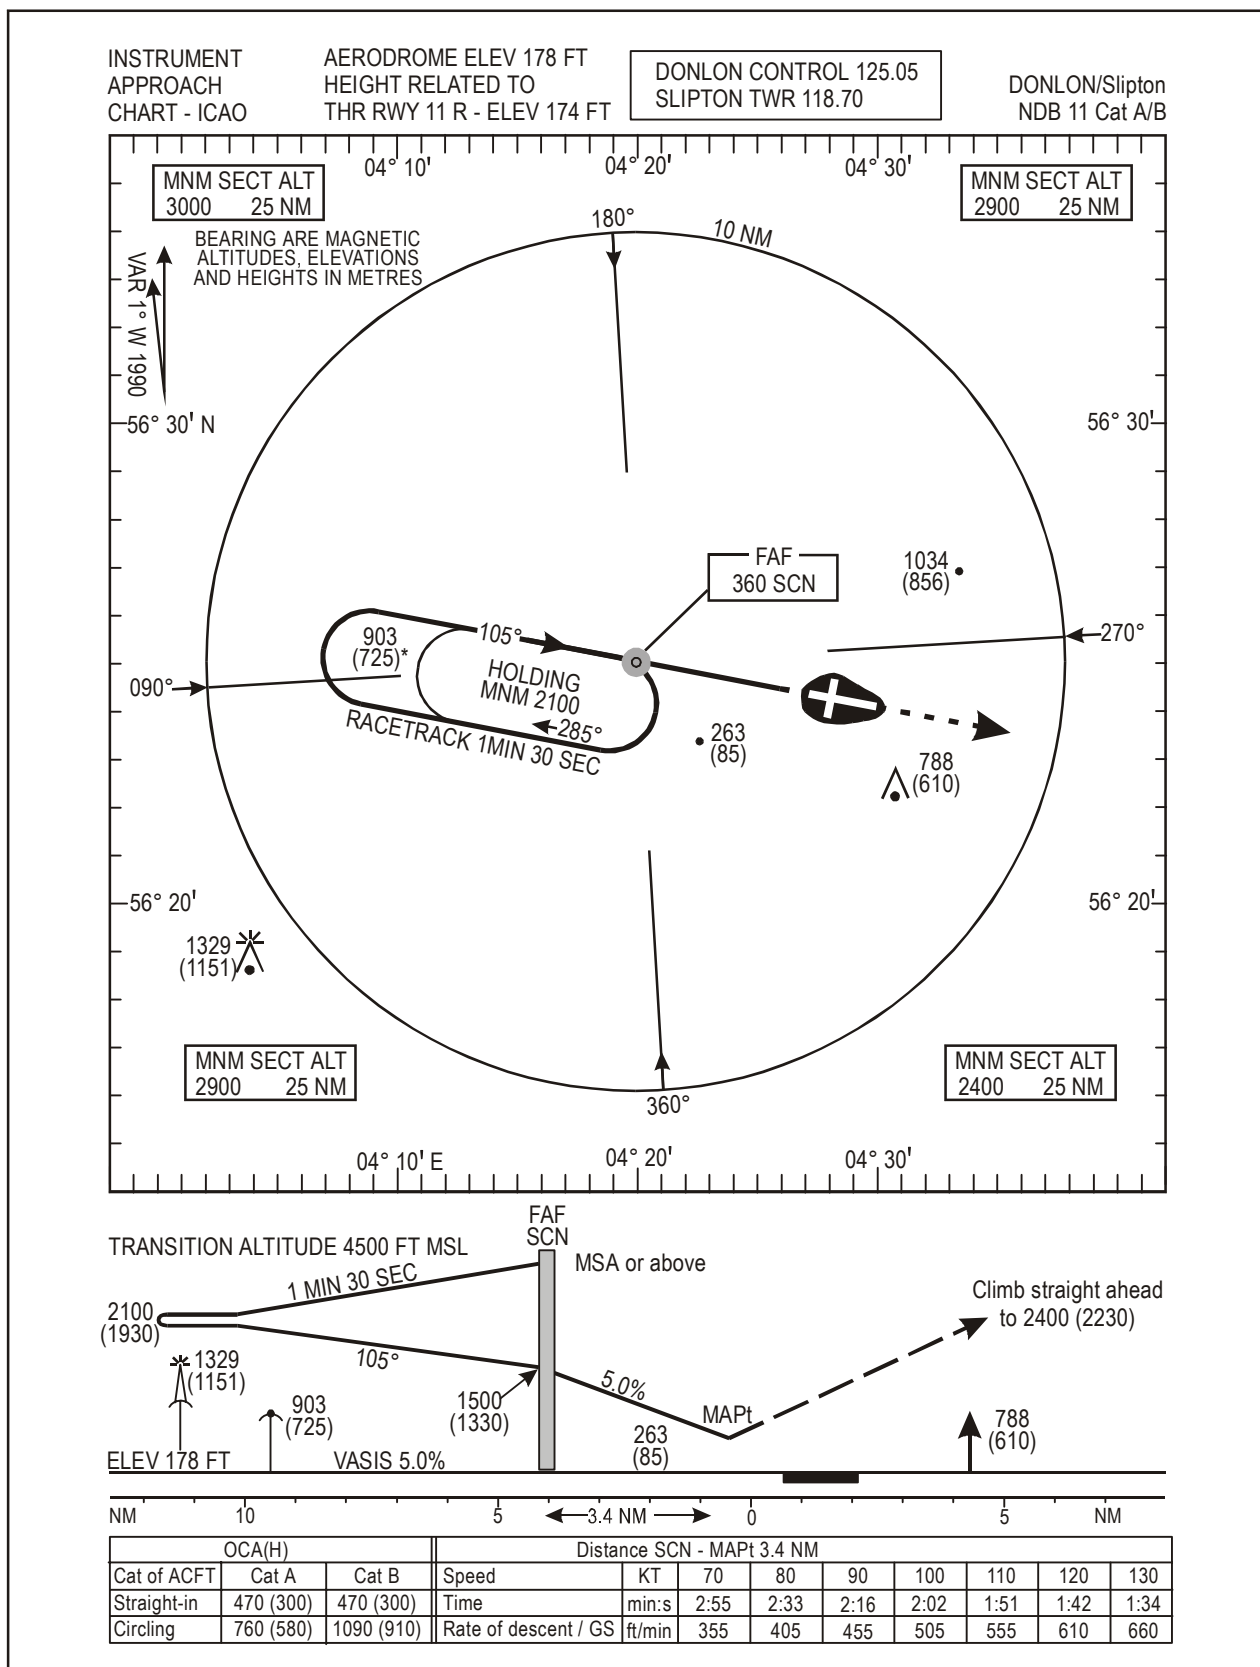 INSTRUMENT
APPROACH
CHART - ICAO
AERODROME ELEV 178 FT
HEIGHT RELATED TO
THR RWY 11 R - ELEV 174 FT
DONLON CONTROL 125.05
SLIPTON TWR 118.70
DONLON/Slipton
NDB 11 Cat A/B
04° 10'
04° 20'
04° 30'
MNM SECT ALT
3000 25 NM
MNM SECT ALT
2900 25 NM
BEARING ARE MAGNETIC
ALTITUDES, ELEVATIONS
AND HEIGHTS IN METRES
VAR 1° W 1990
180°
10 NM
56° 30' N
56° 30'
FAF
360 SCN
1034
(856)
105°
903
(725)*
HOLDING
MNM 2100
270°
090°
285°
RACETRACK 1MIN 30 SEC
263
(85)
788
(610)
56° 20'
56° 20'
1329
(1151)
MNM SECT ALT
2900 25 NM
MNM SECT ALT
2400 25 NM
360°
04° 10' E
04° 20'
04° 30'
FAF
SCN
TRANSITION ALTITUDE 4500 FT MSL
MSA or above
1 MIN 30 SEC
Climb straight ahead
to 2400 (2230)
2100
(1930)
105°
1329
(1151)
5.0%
1500
(1330)
903
(725)
MAPt
263
(85)
788
(610)
ELEV 178 FT
VASIS 5.0%
NM 10 5 3.4 NM 0 5 NM
OCA(H) Distance SCN - MAPt 3.4 NM
Cat of ACFT Cat A Cat B Speed KT 70 80 90 100 110 120 130
Straight-in 470 (300) 470 (300) Time min:s 2:55 2:33 2:16 2:02 1:51 1:42 1:34
Circling 760 (580) 1090 (910) Rate of descent / GS ft/min 355 405 455 505 555 610 660